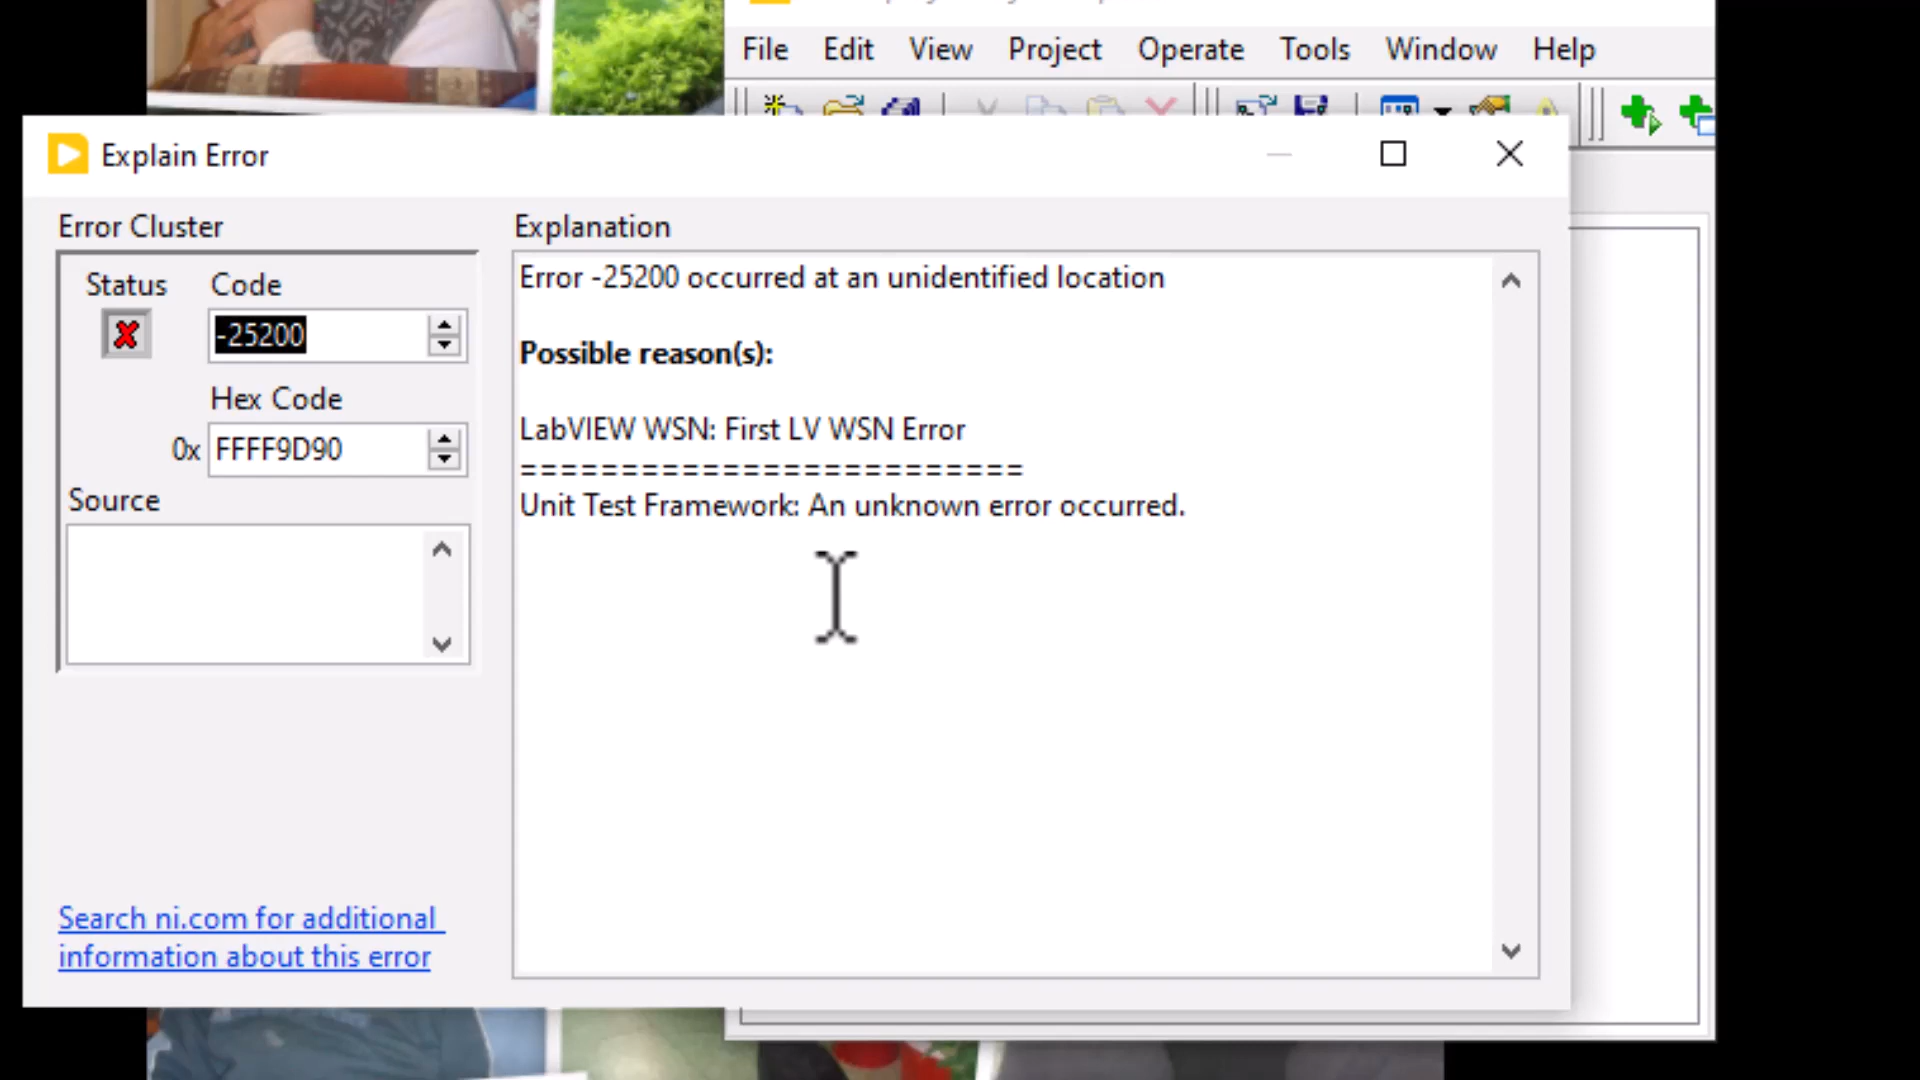 File Edit View Project Operate Tools Window Help
Explain Error
Error Cluster
Explanation
Status Code
-25200
Hex Code
0x FFFF9D90
Source
Error -25200 occurred at an unidentified location
Possible reason(s):
LabVIEW WSN: First LV WSN Error
=========================
Unit Test Framework: An unknown error occurred.
Search ni.com for additional
information about this error